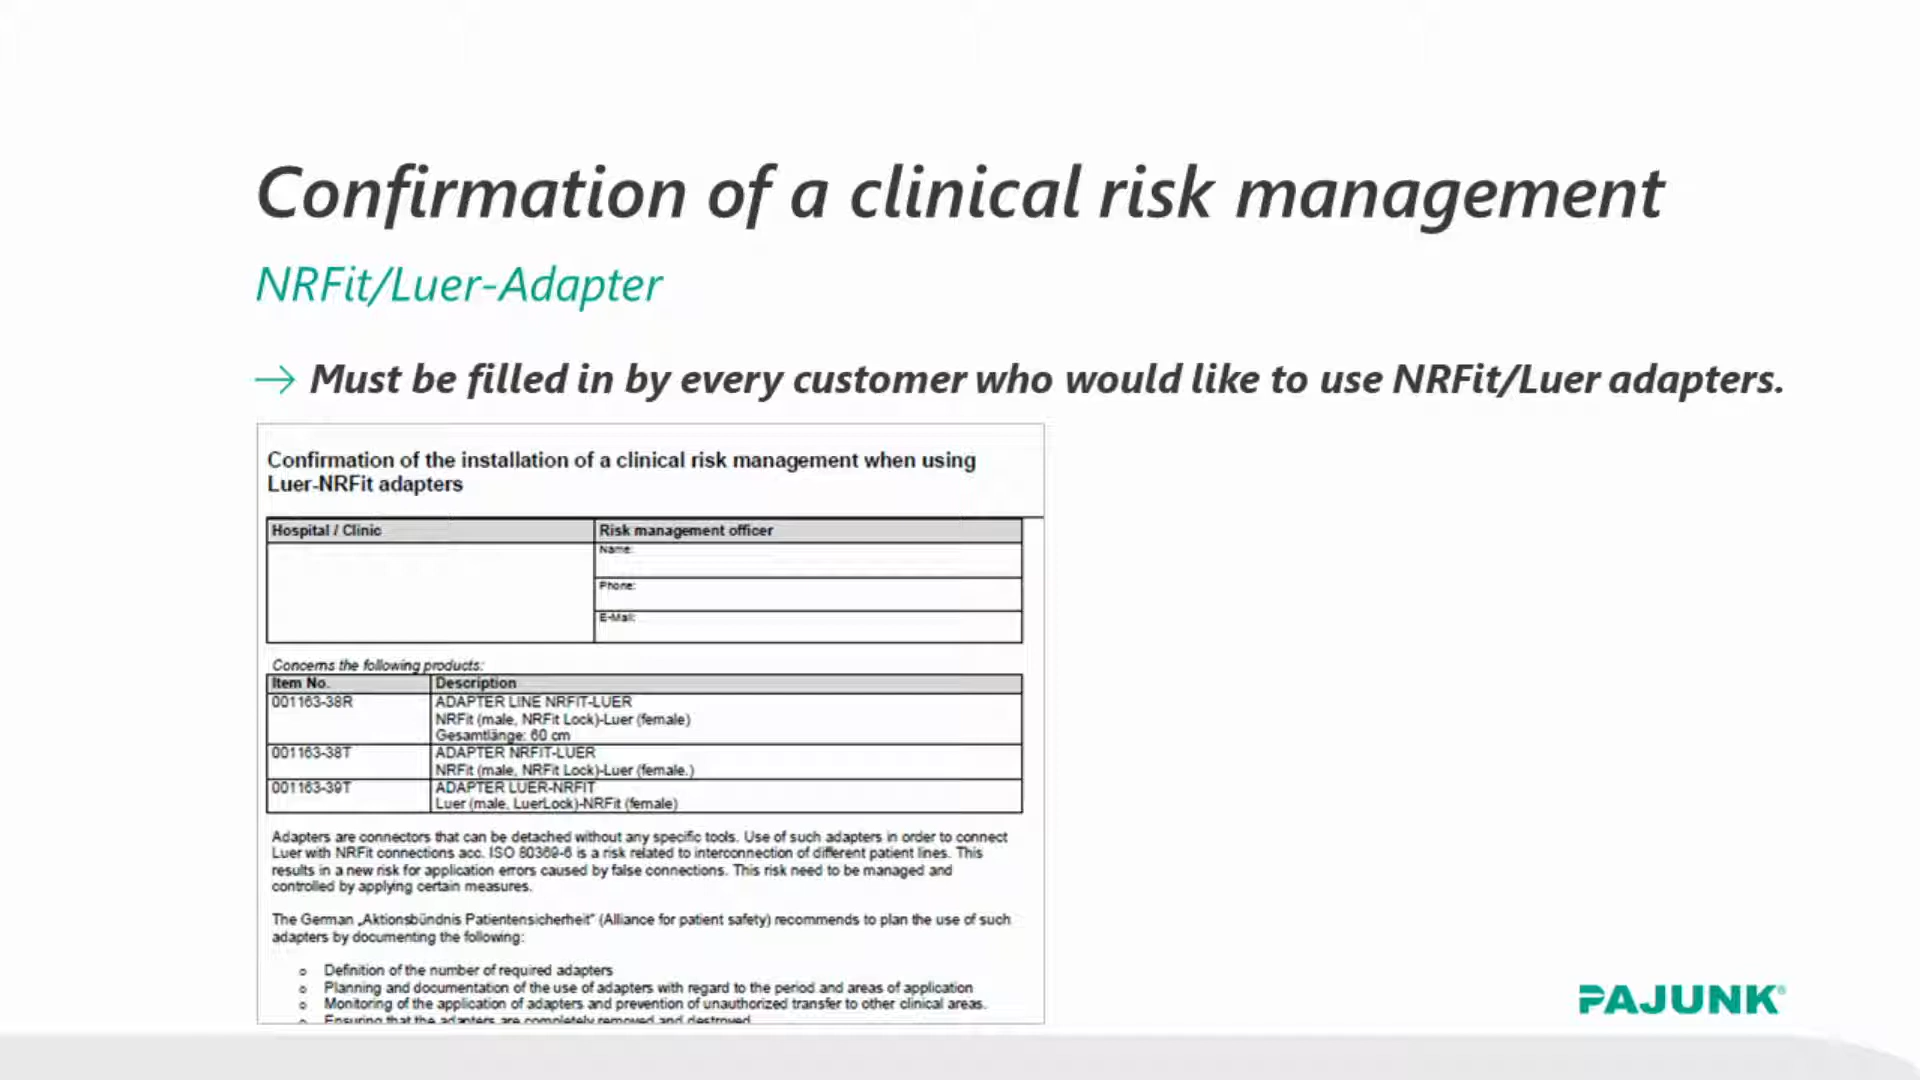 Confirmation of a clinical risk management
NRFit/Luer-Adapter
→ Must be filled in by every customer who would like to use NRFit/Luer adapters.
Confirmation of the installation of a clinical risk management when using
Luer-NRFit adapters
Hospital / Clinic
Risk management officer
Name:
Phone:
E-Mail:
Concerns the following products:
Item No.
Description
001163-38R
ADAPTER LINE NRFIT-LUER
NRFit (male, NRFit Lock)-Luer (female)
Gesamtlänge: 60 cm
001163-38T
ADAPTER NRFIT-LUER
NRFit (male, NRFit Lock)-Luer (female.)
001163-39T
ADAPTER LUER-NRFIT
Luer (male, LuerLock)-NRFit (female)
Adapters are connectors that can be detached without any specific tools. Use of such adapters in order to connect
Luer with NRFit connections acc. ISO 80369-6 is a risk related to interconnection of different patient lines. This
results in a new risk for application errors caused by false connections. This risk need to be managed and
controlled by applying certain measures.
The German „Aktionsbündnis Patientensicherheit" (Alliance for patient safety) recommends to plan the use of such
adapters by documenting the following:
o Definition of the number of required adapters
o Planning and documentation of the use of adapters with regard to the period and areas of application
o Monitoring of the application of adapters and prevention of unauthorized transfer to other clinical areas.
o Ensuring that the adapters are completely removed and destroyed
PAJUNK®